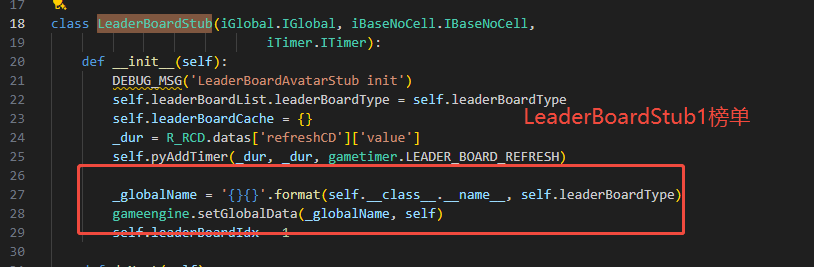 17
18 class LeaderBoardStub(iGlobal.IGlobal, iBaseNoCell.IBaseNoCell,
19 iTimer.ITimer):
20 def __init__(self):
21 DEBUG_MSG('LeaderBoardAvatarStub init')
22 self.leaderBoardList.leaderBoardType = self.leaderBoardType
23 self.leaderBoardCache = {}
24 _dur = R_RCD.datas['refreshCD']['value']
25 self.pyAddTimer(_dur, _dur, gametimer.LEADER_BOARD_REFRESH)
LeaderBoardStub1榜单
26
27 _globalName = '{}{}'.format(self.__class__.__name__, self.leaderBoardType)
28 gameengine.setGlobalData(_globalName, self)
29 self.leaderBoardIdx 1
30